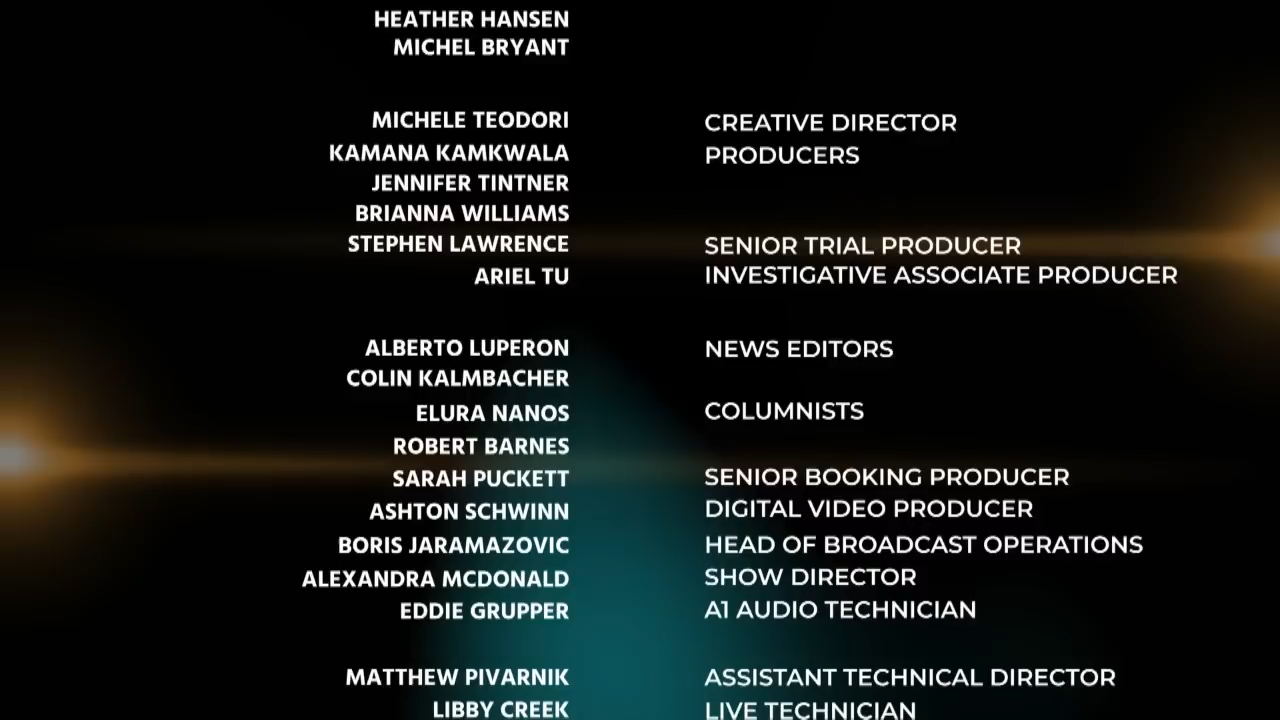 HEATHER HANSEN
MICHEL BRYANT
MICHELE TEODORI CREATIVE DIRECTOR
KAMANA KAMKWALA PRODUCERS
JENNIFER TINTNER
BRIANNA WILLIAMS
STEPHEN LAWRENCE SENIOR TRIAL PRODUCER
ARIEL TU INVESTIGATIVE ASSOCIATE PRODUCER
ALBERTO LUPERON NEWS EDITORS
COLIN KALMBACHER
ELURA NANOS COLUMNISTS
ROBERT BARNES
SARAH PUCKETT SENIOR BOOKING PRODUCER
ASHTON SCHWINN DIGITAL VIDEO PRODUCER
BORIS JARAMAZOVIC HEAD OF BROADCAST OPERATIONS
ALEXANDRA MCDONALD SHOW DIRECTOR
EDDIE GRUPPER A1 AUDIO TECHNICIAN
MATTHEW PIVARNIK ASSISTANT TECHNICAL DIRECTOR
LIBBY CREEK LIVE TECHNICIAN